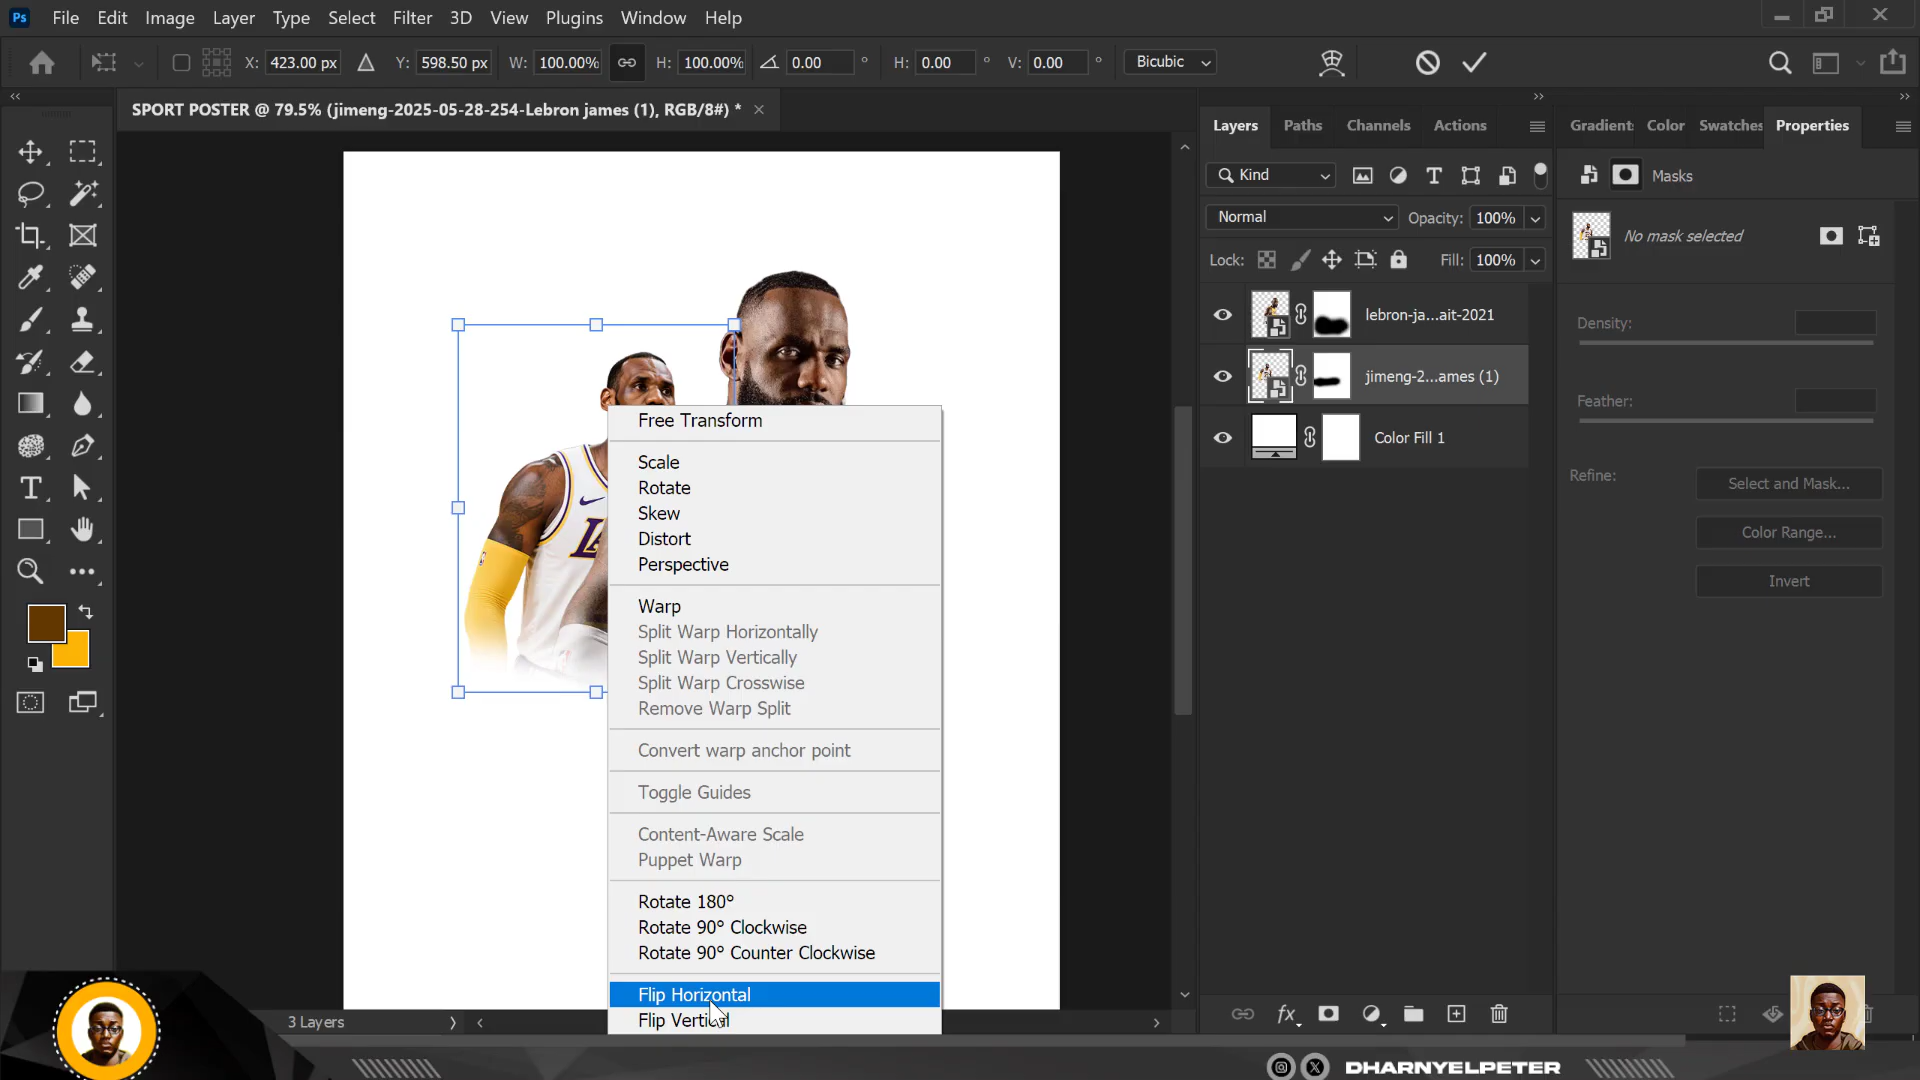 Ps File Edit Image Layer Type Select Filter 3D View Plugins Window Help
X: 423.00 px Y: 598.50 px W: 100.00% H: 100.00% 0.00 ° H: 0.00 ° V: 0.00 ° Bicubic
SPORT POSTER @ 79.5% (jimeng-2025-05-28-254-Lebron james (1), RGB/8#) *
Layers Paths Channels Actions
Color Properties
Kind
Masks
Normal Opacity: 100%
No mask selected
Lock: Fill: 100%
lebron-ja...ait-2021
Density:
jimeng-2...ames (1)
Feather:
Color Fill 1
Refine: Select and Mask...
Color Range...
Invert
Free Transform
Scale
Rotate
Skew
Distort
Perspective
Warp
Split Warp Horizontally
Split Warp Vertically
Split Warp Crosswise
Remove Warp Split
Convert warp anchor point
Toggle Guides
Content-Aware Scale
Puppet Warp
Rotate 180°
Rotate 90° Clockwise
Rotate 90° Counter Clockwise
Flip Horizontal
Flip Vertical
3 Layers
DHARNYELPETER